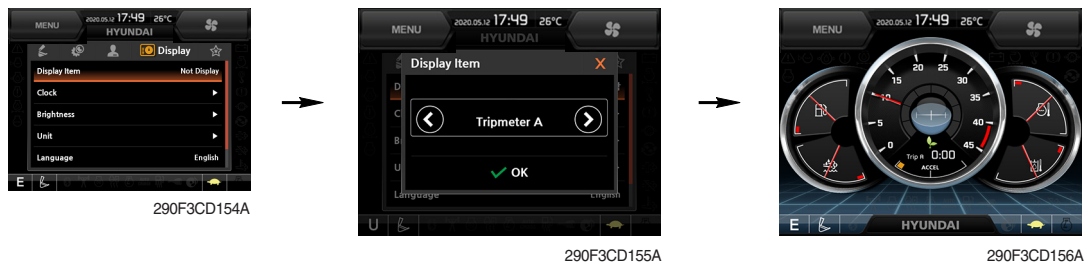 MENU
2020.05.12 17:49 26°C
HYUNDAI
Display
Display Item Not Display
Clock
Brightness
Unit
Language English
E
290F3CD154A
MENU
2020.05.12 17:49 26°C
HYUNDAI
Display Item X
Tripmeter A
OK
Language English
U
290F3CD155A
MENU
2020.05.12 17:49 26°C
0 5 10 15 20 25 30 35 40 45
Trip A 0:00
ACCEL
E
HYUNDAI
290F3CD156A